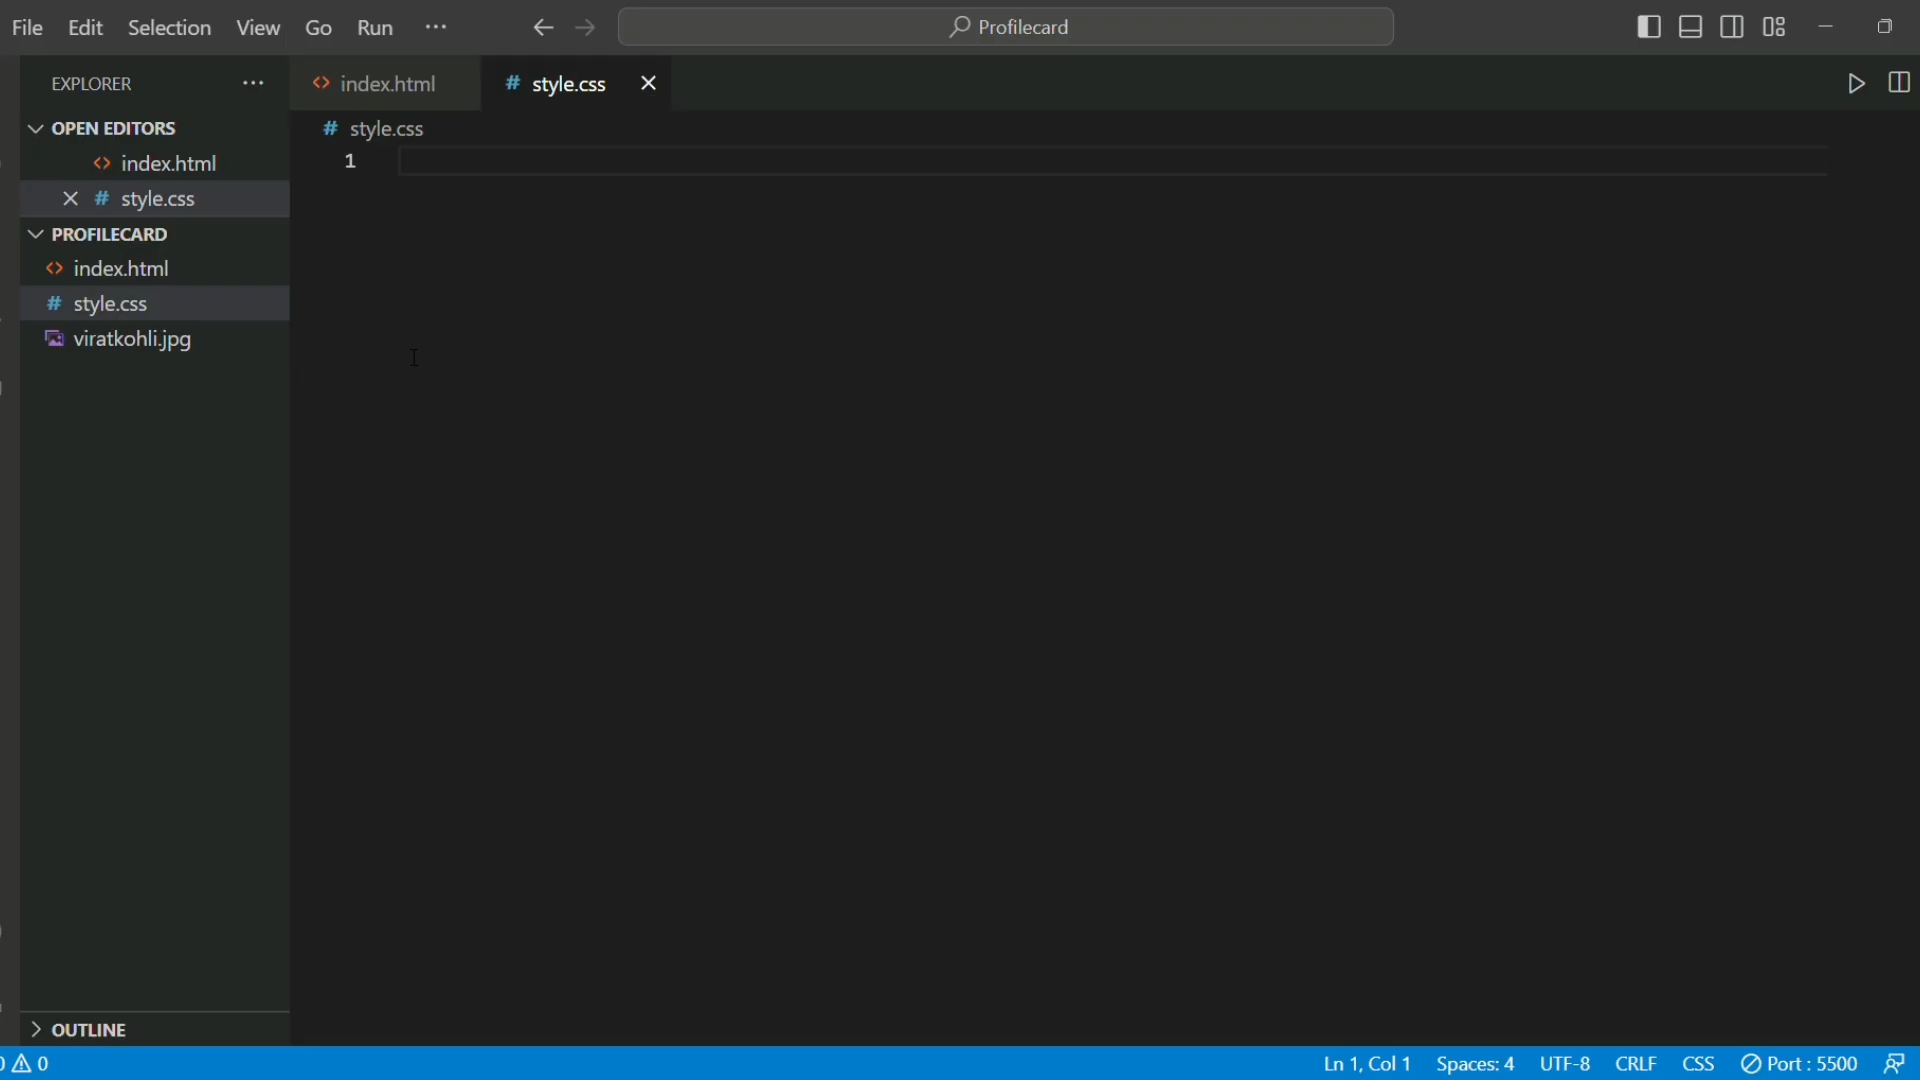 File Edit Selection View Go Run ···
Profilecard
EXPLORER ···
index.html
# style.css
OPEN EDITORS
# style.css
index.html
1
# style.css
PROFILECARD
index.html
# style.css
viratkohli.jpg
OUTLINE
0
Ln 1, Col 1 Spaces: 4 UTF-8 CRLF CSS Port : 5500